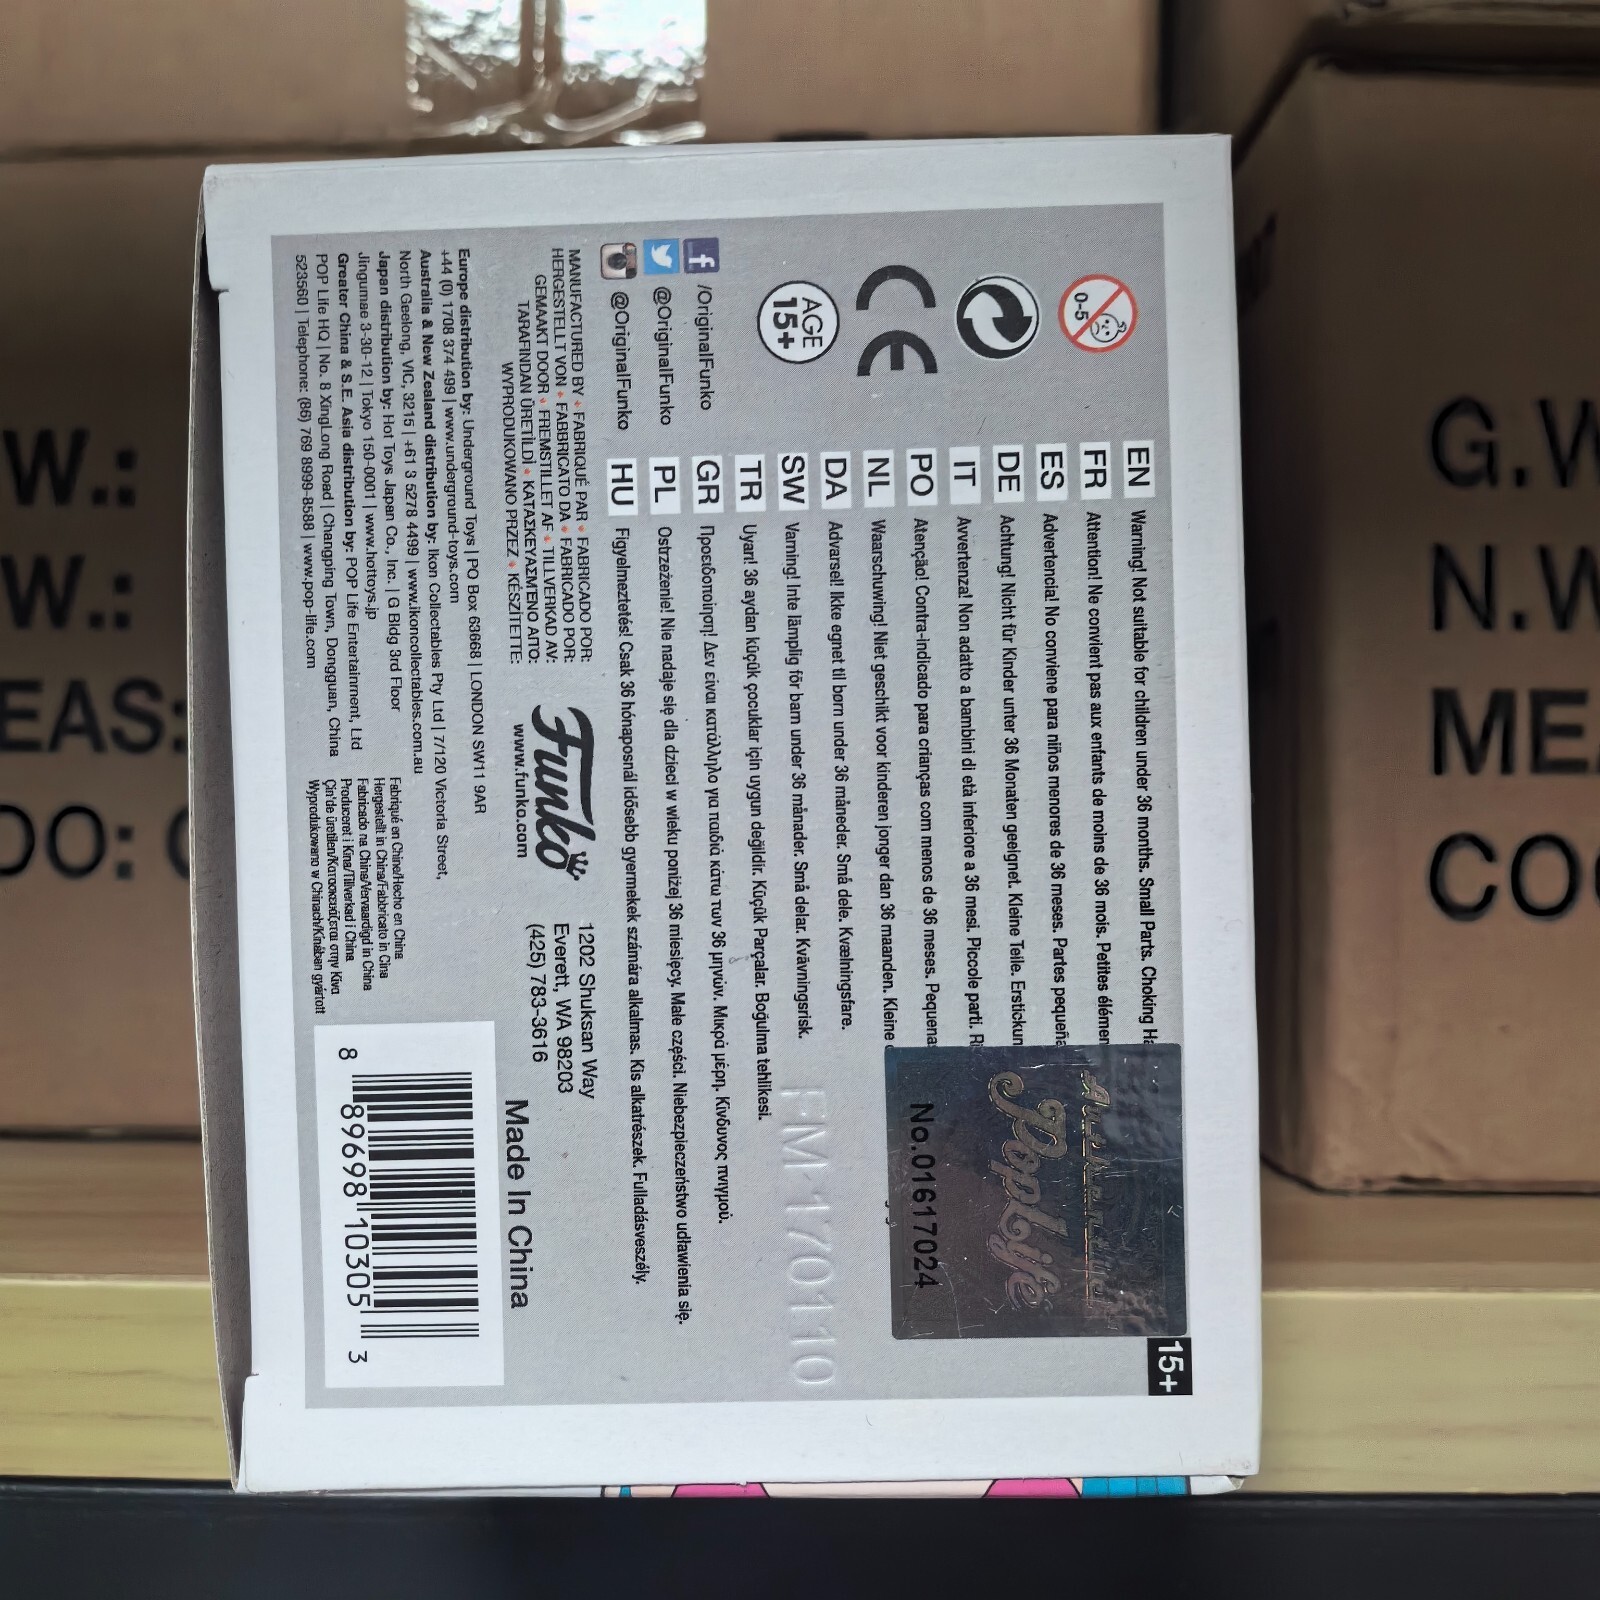 0-5
AGE
15+
/OriginalFunko
@OriginalFunko
@OriginalFunko
EN Warning! Not suitable for children under 36 months. Small Parts. Choking Ha
FR Attention! Ne convient pas aux enfants de moins de 36 mois. Petites élémen
ES Advertencia! No conviene para niños menores de 36 meses. Partes pequeña
DE Achtung! Nicht für Kinder unter 36 Monaten geeignet. Kleine Teile. Erstickun
IT Avvertenza! Non adatto a bambini di età inferiore a 36 mesi. Piccole parti. Ri
PO Atenção! Contra-indicado para crianças com menos de 36 meses. Pequena
NL Waarschuwing! Niet geschikt voor kinderen jonger dan 36 maanden. Kleine
DA Advarsel! Ikke egnet til born under 36 måneder. Små dele. Kvælningsfare.
SW Varning! Inte lämplig för barn under 36 månader. Små delar. Kvävningsrisk.
TR Uyarı! 36 aydan küçük çocuklar için uygun değildir. Küçük Parçalar. Boğulma tehlikesi.
GR Προειδοποίηση! Δεν είναι κατάλληλο για παιδιά κάτω των 36 μηνών. Μικρά μέρη. Κίνδυνος πνιγμού.
PL Ostrzeżenie! Nie nadaje się dla dzieci w wieku poniżej 36 miesięcy. Małe części. Niebezpieczeństwo udławienia się.
HU Figyelmeztetés! Csak 36 hónaposnál idősebb gyermekek számára alkalmas. Kis alkatrészek. Fulladásveszély.
PopLife
No.01617024
15+
FM-170110
MANUFACTURED BY • FABRIQUÉ PAR • FABRICADO POR:
HERGESTELLT VON • FABBRICATO DA • FABRICADO POR:
GEMAAKT DOOR • FREMSTILLET AF • TILLVERKAD AV:
TARAFINDAN ÜRETİLDİ • ΚΑΤΑΣΚΕΥΑΣΜΕΝΟ ΑΠΟ:
WYPRODUKOWANO PRZEZ • KÉSZÍTETTE:
Funko
www.funko.com
1202 Shuksan Way
Everett, WA 98203
(425) 783-3616
Made In China
Europe distribution by: Underground Toys | PO Box 63668 | LONDON SW11 9AR
+44 (0) 1708 374 499 | www.underground-toys.com
Australia & New Zealand distribution by: Ikon Collectables Pty Ltd | 7/120 Victoria Street,
North Geelong, VIC, 3215 | +61 3 5278 4499 | www.ikoncollectables.com.au
Japan distribution by: Hot Toys Japan Co., Inc. | G Bldg 3rd Floor
Jingumae 3-30-12 | Tokyo 150-0001 | www.hottoys.jp
Greater China & S.E. Asia distribution by: POP Life Entertainment, Ltd
POP Life HQ | No. 8 XingLong Road | Changping Town, Dongguan, China
523560 | Telephone: (86) 769 8999-8588 | www.pop-life.com
Fabriqué en Chine/Hecho en China
Hergestellt in China/Fabbricato in Cina
Fabricado na China/Vervaardigd in China
Produceret i Kina/Tillverkad i China
Çin'de üretilen/Κατασκευάζεται στην Κίνα
Wyprodukowano w Chinach/Kínában gyártott
8 89698 10305 3
W.:
W.:
EAS:
OO: C
G.W
N.W
MEA
COO